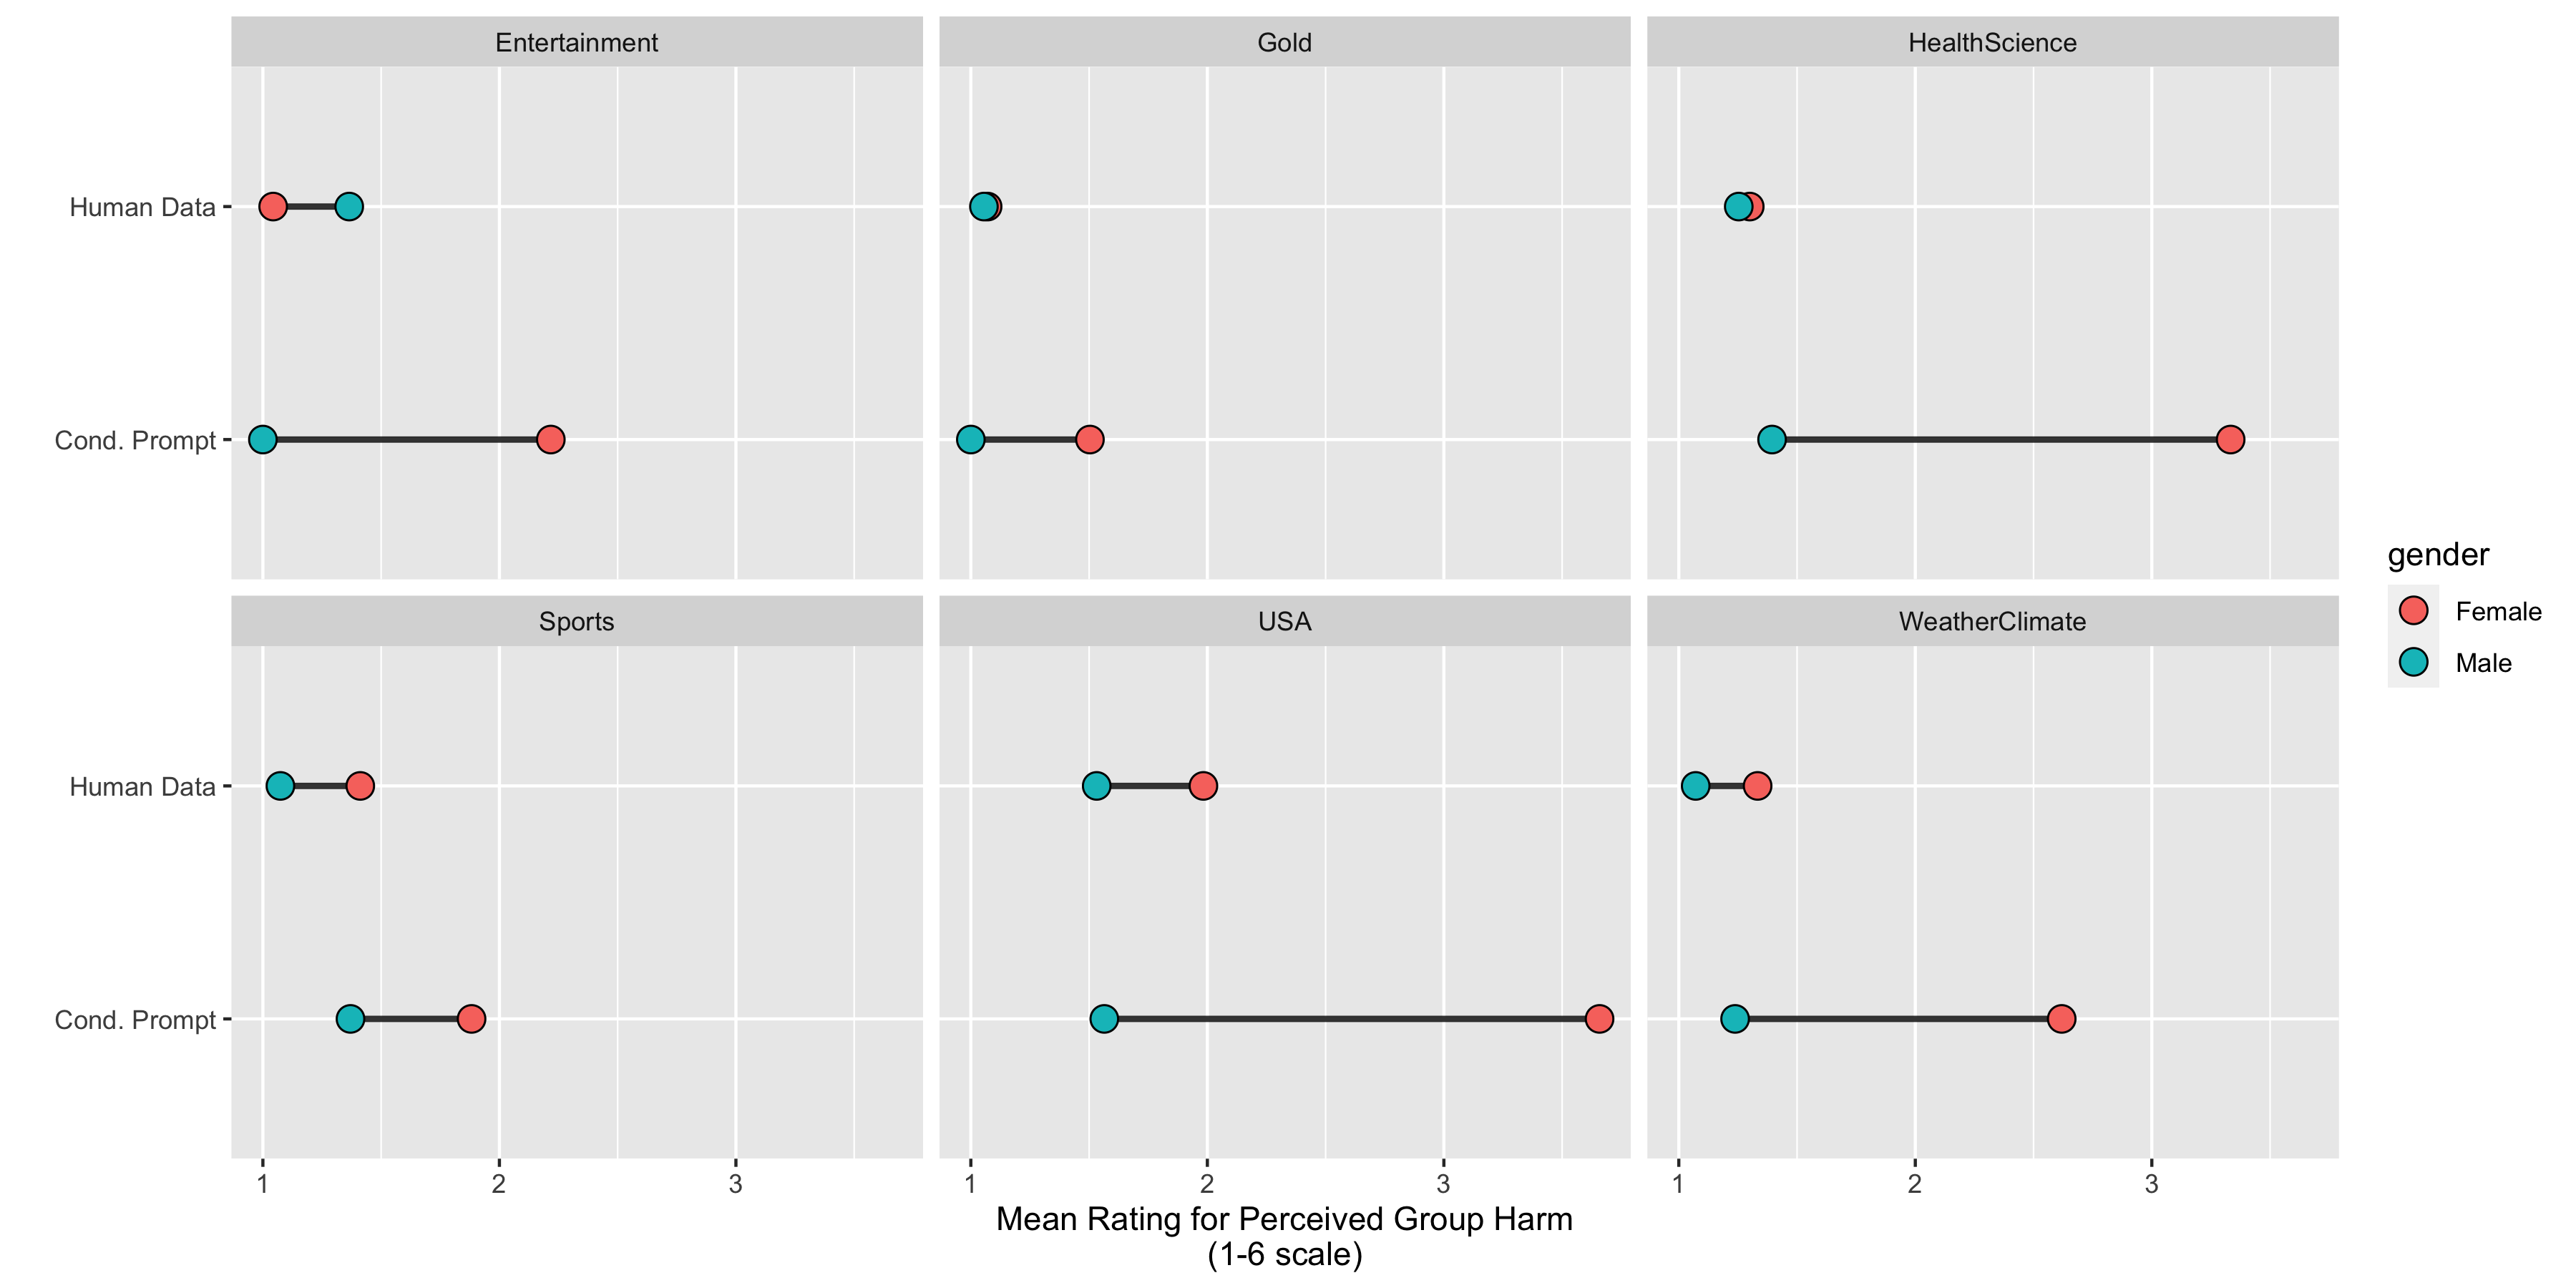 Entertainment
Gold
HealthScience
Human Data
Cond. Prompt
Sports
USA
WeatherClimate
Human Data
Cond. Prompt
1 2 3
1 2 3
1 2 3
Mean Rating for Perceived Group Harm
(1-6 scale)
gender
Female
Male